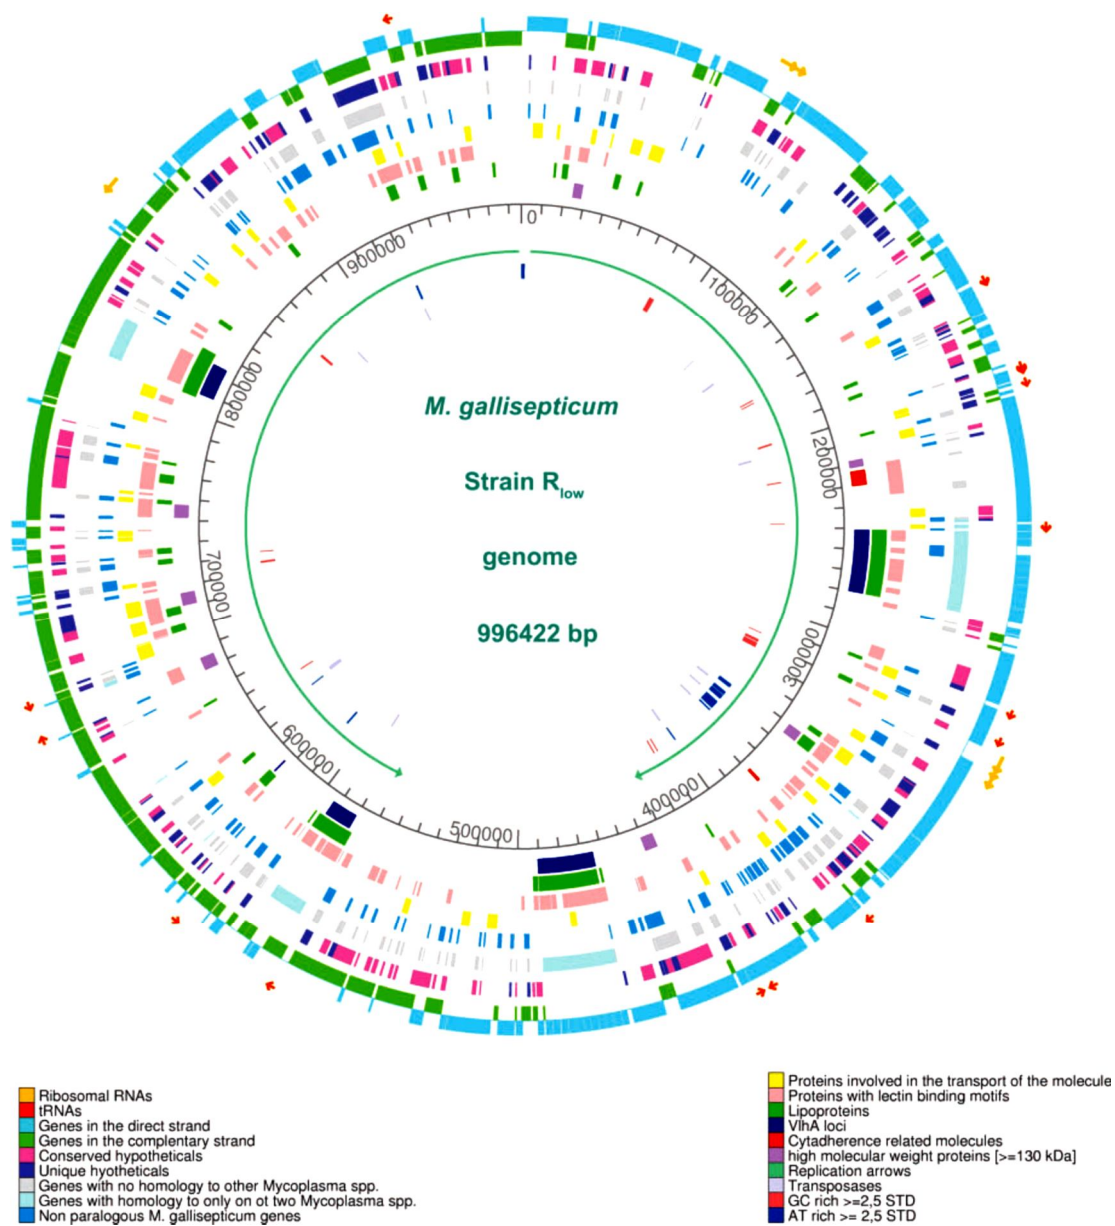 0
100000
200000
300000
400000
500000
600000
700000
800000
900000
M. gallisepticum
Strain Rlow
genome
996422 bp
Ribosomal RNAs
tRNAs
Genes in the direct strand
Genes in the complentary strand
Conserved hypotheticals
Unique hyotheticals
Genes with no homology to other Mycoplasma spp.
Genes with homology to only on ot two Mycoplasma spp.
Non paralogous M. gallisepticum genes
Proteins involved in the transport of the molecule
Proteins with lectin binding motifs
Lipoproteins
VlhA loci
Cytadherence related molecules
high molecular weight proteins [>=130 kDa]
Replication arrows
Transposases
GC rich >=2,5 STD
AT rich >= 2,5 STD